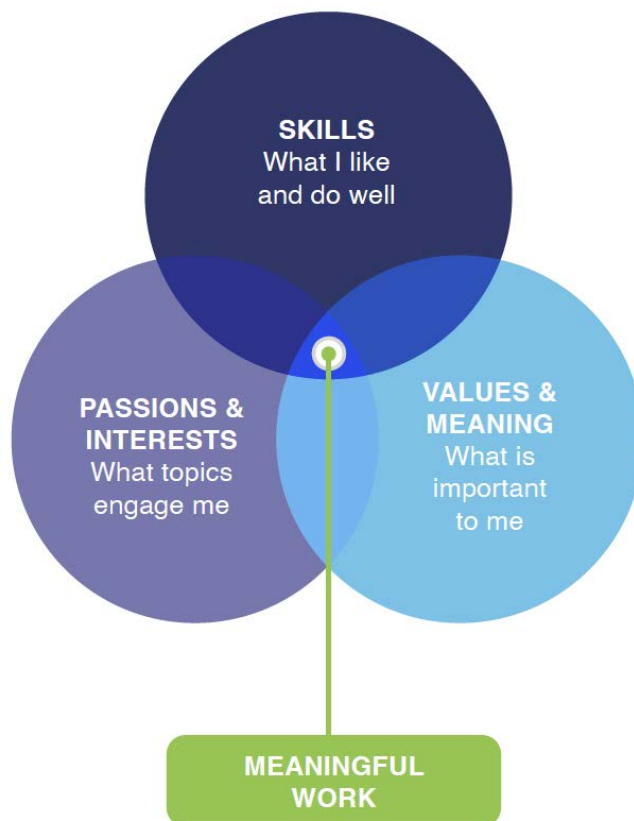 SKILLS
What I like
and do well
PASSIONS &
INTERESTS
What topics
engage me
VALUES &
MEANING
What is
important
to me
MEANINGFUL
WORK